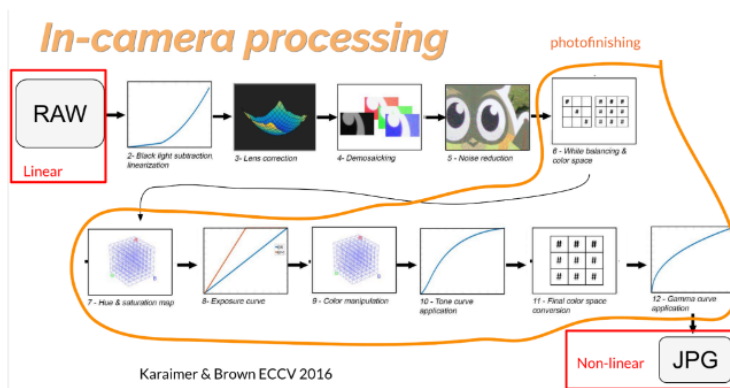 In-camera processing
photofinishing
RAW
Linear
2- Black light subtraction,
linearization
3- Lens correction
4- Demosaicking
5 - Noise reduction
6 - White balancing &
color space
7 - Hue & saturation map
8- Exposure curve
9 - Color manipulation
10 - Tone curve
application
11 - Final color space
conversion
12 - Gamma curve
application
Non-linear
JPG
Karaimer & Brown ECCV 2016